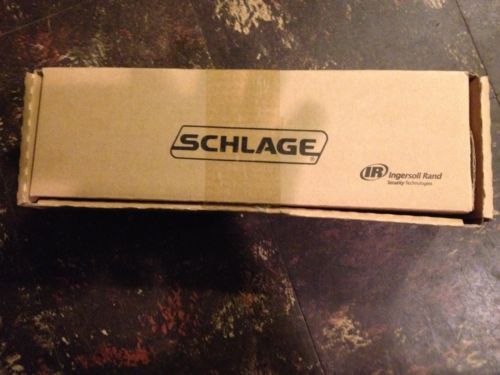 SCHLAGE®
IR Ingersoll Rand
Security Technologies